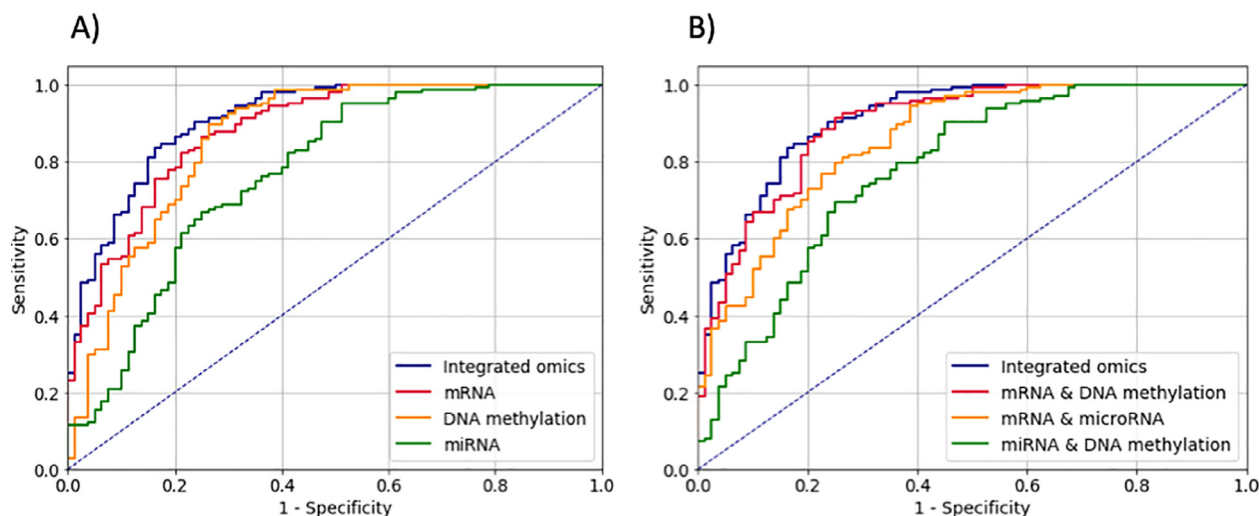 A)
1.0
0.8
0.6
0.4
0.2
0.0
Sensitivity
Integrated omics
mRNA
DNA methylation
miRNA
0.0 0.2 0.4 0.6 0.8 1.0
1 - Specificity
B)
1.0
0.8
0.6
0.4
0.2
0.0
Sensitivity
Integrated omics
mRNA & DNA methylation
mRNA & microRNA
miRNA & DNA methylation
0.0 0.2 0.4 0.6 0.8 1.0
1 - Specificity